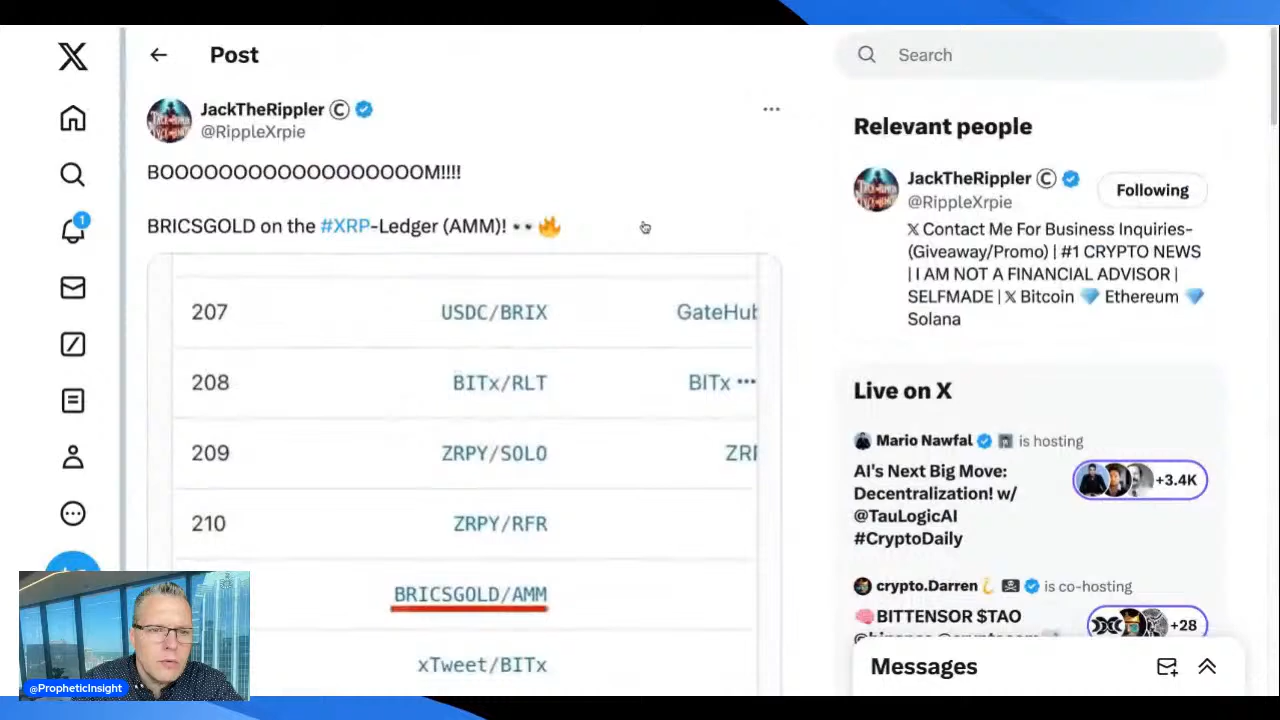 Post
JackTheRippler Ⓒ
@RippleXrpie
BOOOOOOOOOOOOOOOOOOM!!!!
BRICSGOLD on the #XRP-Ledger (AMM)! 👀🔥
207 USDC/BRIX GateHub
208 BITx/RLT BITx •••
209 ZRPY/SOLO ZRF
210 ZRPY/RFR
BRICSGOLD/AMM
xTweet/BITx
1
@PropheticInsight
Search
Relevant people
JackTheRippler Ⓒ
@RippleXrpie
Following
𝕏 Contact Me For Business Inquiries-
(Giveaway/Promo) | #1 CRYPTO NEWS
| I AM NOT A FINANCIAL ADVISOR |
SELFMADE | 𝕏 Bitcoin 💎 Ethereum 💎
Solana
Live on X
Mario Nawfal is hosting
AI's Next Big Move:
Decentralization! w/
@TauLogicAI
#CryptoDaily
+3.4K
crypto.Darren is co-hosting
🧠BITTENSOR $TAO
+28
Messages